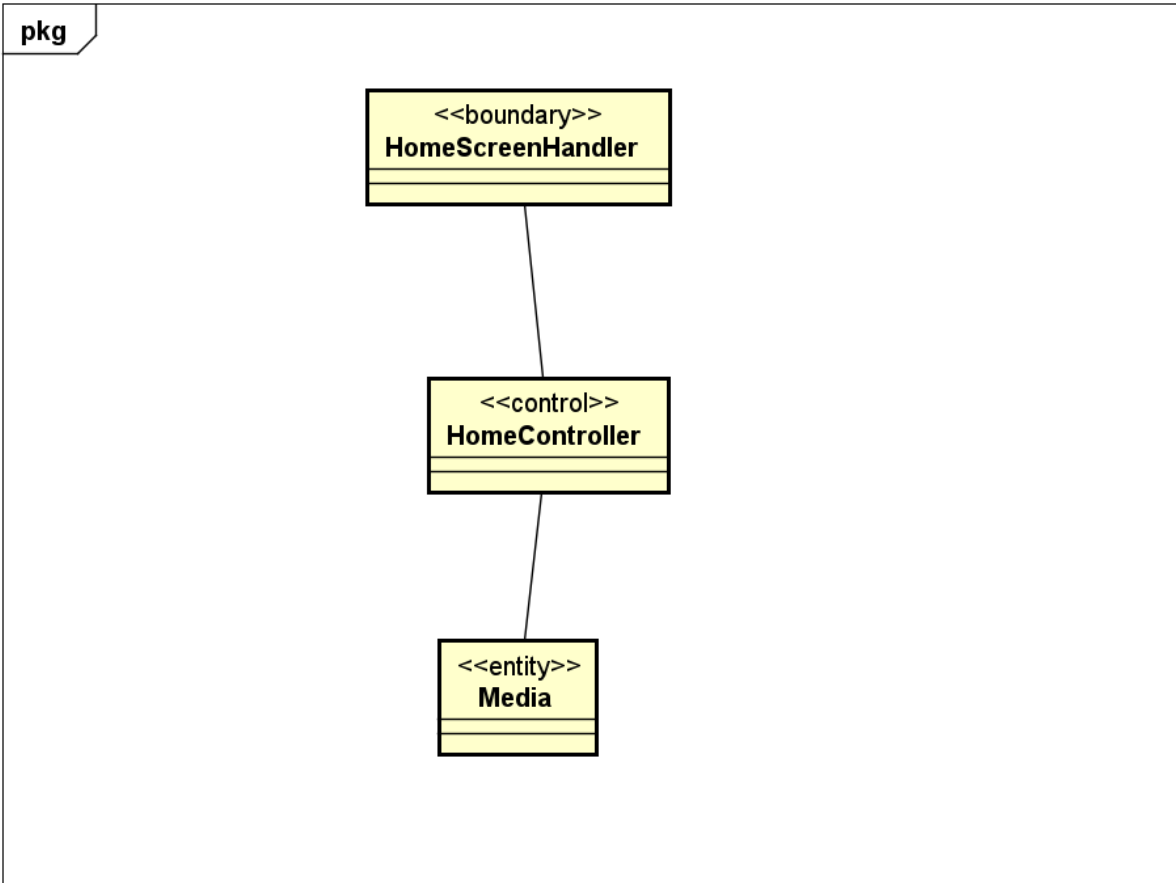 pkg
<<boundary>>
HomeScreenHandler
<<control>>
HomeController
<<entity>>
Media